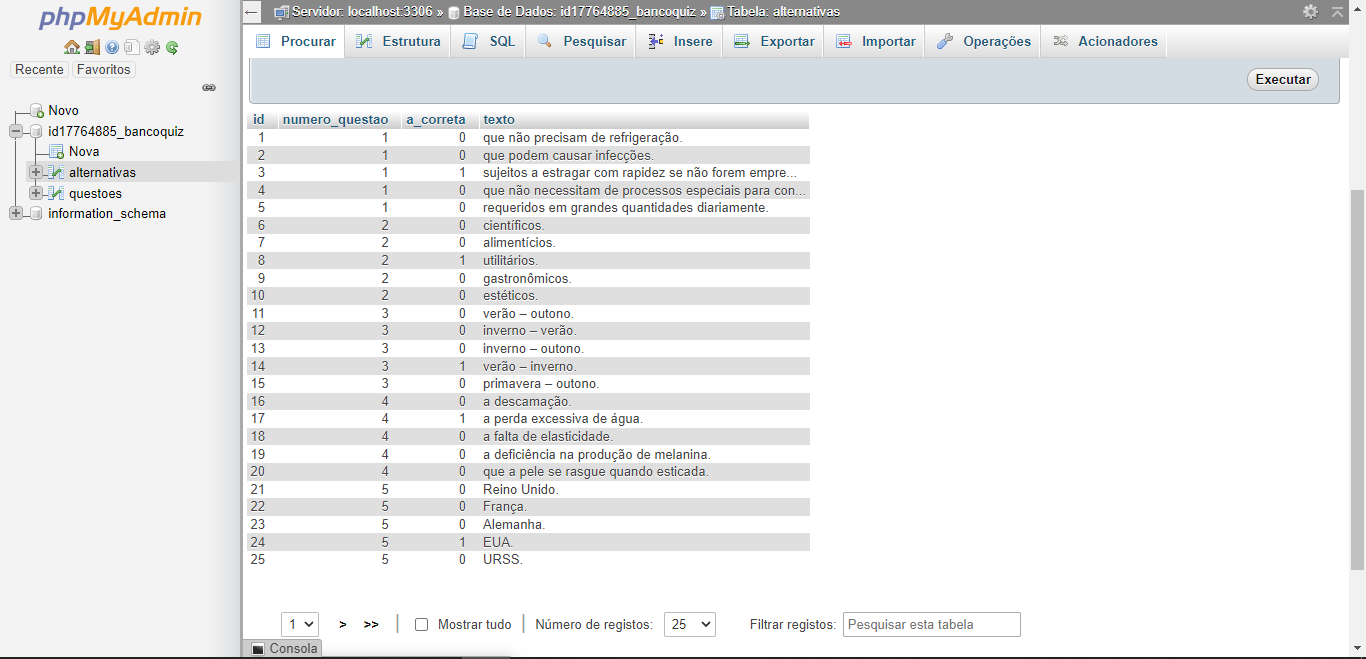 phpMyAdmin
Recente Favoritos
Novo
id17764885_bancoquiz
Nova
alternativas
questoes
information_schema
Servidor: localhost:3306 » Base de Dados: id17764885_bancoquiz » Tabela: alternativas
Procurar Estrutura SQL Pesquisar Insere Exportar Importar Operações Acionadores
Executar
id numero_questao a_correta texto
1 1 0 que não precisam de refrigeração.
2 1 0 que podem causar infecções.
3 1 1 sujeitos a estragar com rapidez se não forem empre...
4 1 0 que não necessitam de processos especiais para con...
5 1 0 requeridos em grandes quantidades diariamente.
6 2 0 científicos.
7 2 0 alimentícios.
8 2 1 utilitários.
9 2 0 gastronômicos.
10 2 0 estéticos.
11 3 0 verão – outono.
12 3 0 inverno – verão.
13 3 0 inverno – outono.
14 3 1 verão – inverno.
15 3 0 primavera – outono.
16 4 0 a descamação.
17 4 1 a perda excessiva de água.
18 4 0 a falta de elasticidade.
19 4 0 a deficiência na produção de melanina.
20 4 0 que a pele se rasgue quando esticada.
21 5 0 Reino Unido.
22 5 0 França.
23 5 0 Alemanha.
24 5 1 EUA.
25 5 0 URSS.
1 > >> Mostrar tudo Número de registos: 25 Filtrar registos: Pesquisar esta tabela
Consola